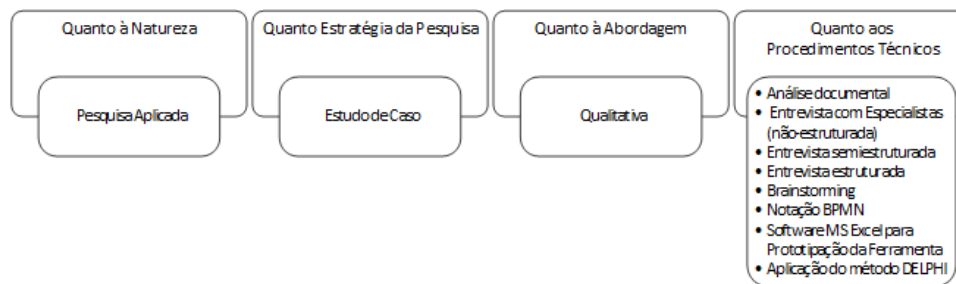 Quanto à Natureza
Pesquisa Aplicada
Quanto Estratégia da Pesquisa
Estudo de Caso
Quanto à Abordagem
Qualitativa
Quanto aos
Procedimentos Técnicos
• Análise documental
• Entrevista com Especialistas
(não-estruturada)
• Entrevista semiestruturada
• Entrevista estruturada
• Brainstorming
• Notação BPMN
• Software MS Excel para
Prototipação da Ferramenta
• Aplicação do método DELPHI